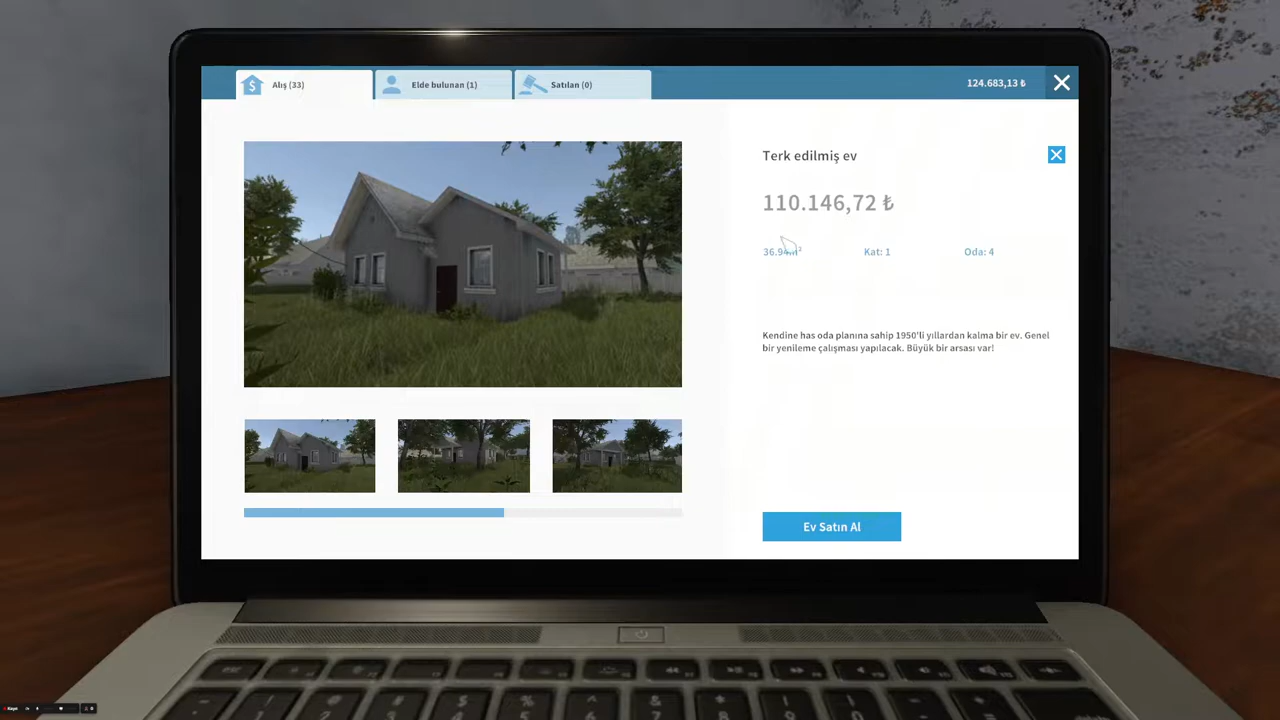 Alış (33)
Elde bulunan (1)
Satılan (0)
124.683,13 ₺
Terk edilmiş ev
110.146,72 ₺
36.94m²
Kat: 1
Oda: 4
Kendine has oda planına sahip 1950'li yıllardan kalma bir ev. Genel
bir yenileme çalışması yapılacak. Büyük bir arsası var!
Ev Satın Al